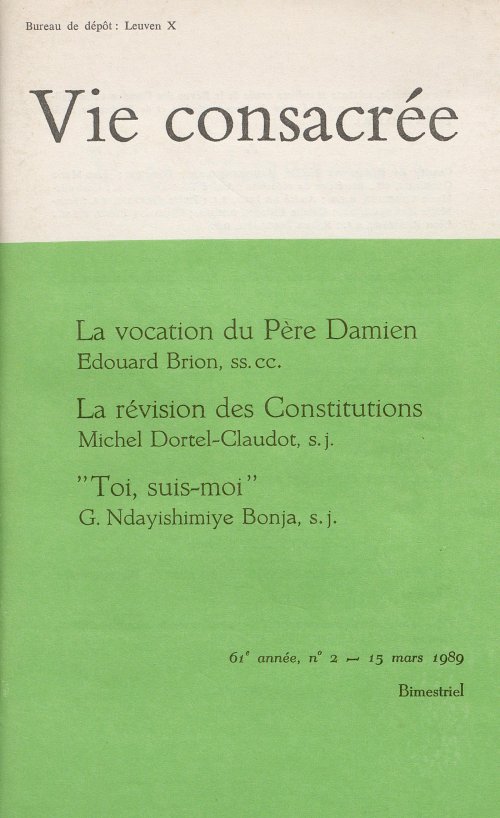 Bureau de dépôt : Leuven X
Vie consacrée
La vocation du Père Damien
Edouard Brion, ss. cc.
La révision des Constitutions
Michel Dortel-Claudot, s. j.
"Toi, suis-moi"
G. Ndayishimiye Bonja, s. j.
61e année, n° 2 — 15 mars 1989
Bimestriel